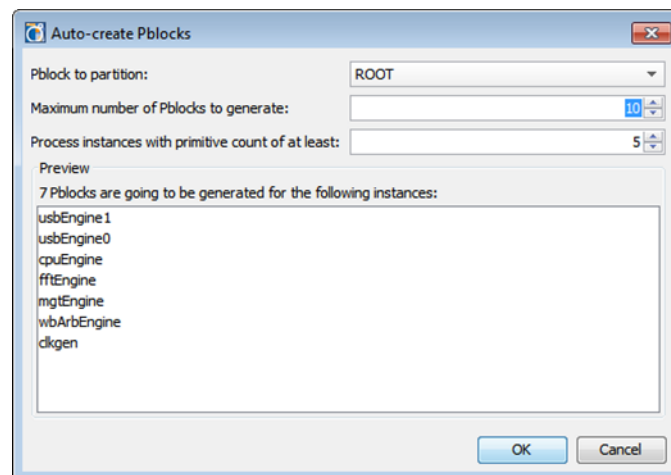 Auto-create Pblocks
Pblock to partition: ROOT
Maximum number of Pblocks to generate: 10
Process instances with primitive count of at least: 5
Preview
7 Pblocks are going to be generated for the following instances:
usbEngine1
usbEngine0
cpuEngine
fftEngine
mgtEngine
wbArbEngine
clkgen
OK Cancel